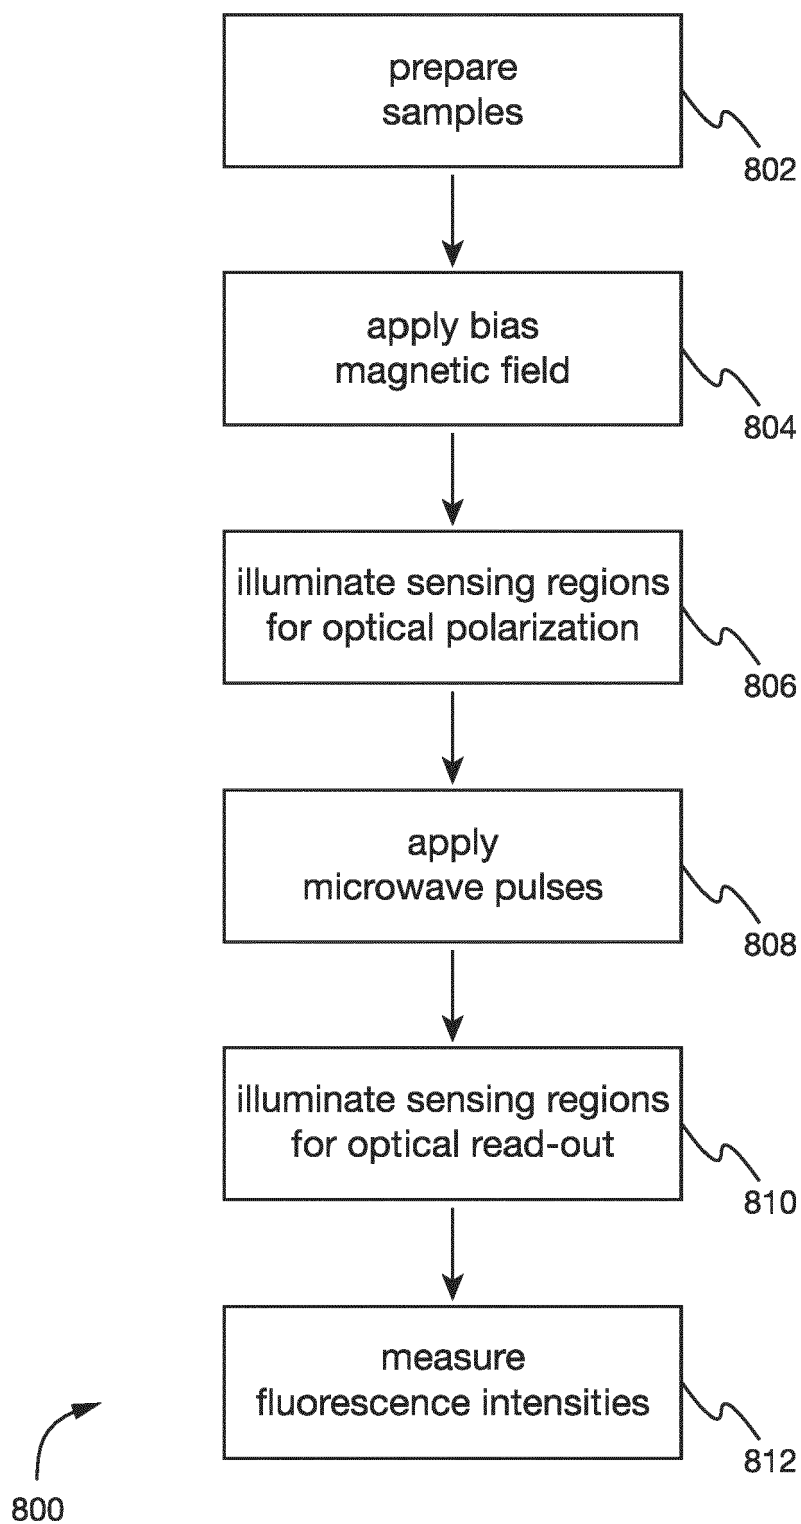 prepare
samples
802
apply bias
magnetic field
804
illuminate sensing regions
for optical polarization
806
apply
microwave pulses
808
illuminate sensing regions
for optical read-out
810
measure
fluorescence intensities
812
800